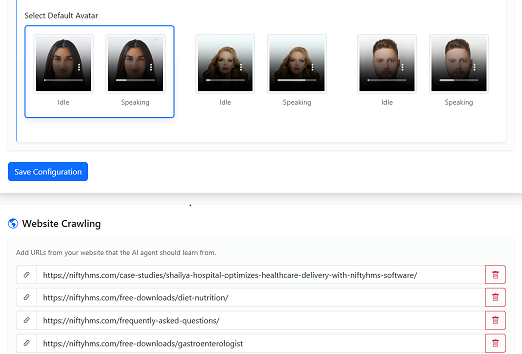 Select Default Avatar
Idle
Speaking
Idle
Speaking
Idle
Speaking
Save Configuration
Website Crawling
Add URLs from your website that the AI agent should learn from.
https://niftyhms.com/case-studies/shailya-hospital-optimizes-healthcare-delivery-with-niftyhms-software/
https://niftyhms.com/free-downloads/diet-nutrition/
https://niftyhms.com/frequently-asked-questions/
https://niftyhms.com/free-downloads/gastroenterologist